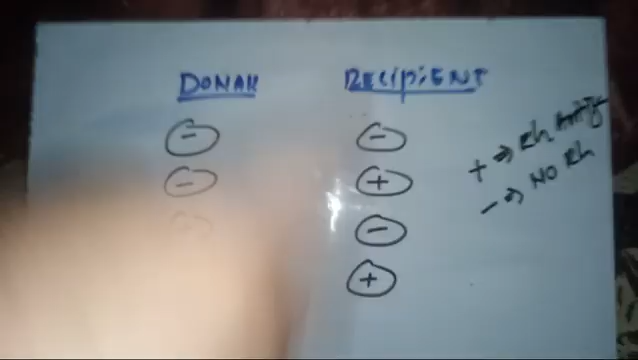 DONAR RECIPIENT
- -
- +
-
+
+ ⇒ Rh
- ⇒ NO Rh